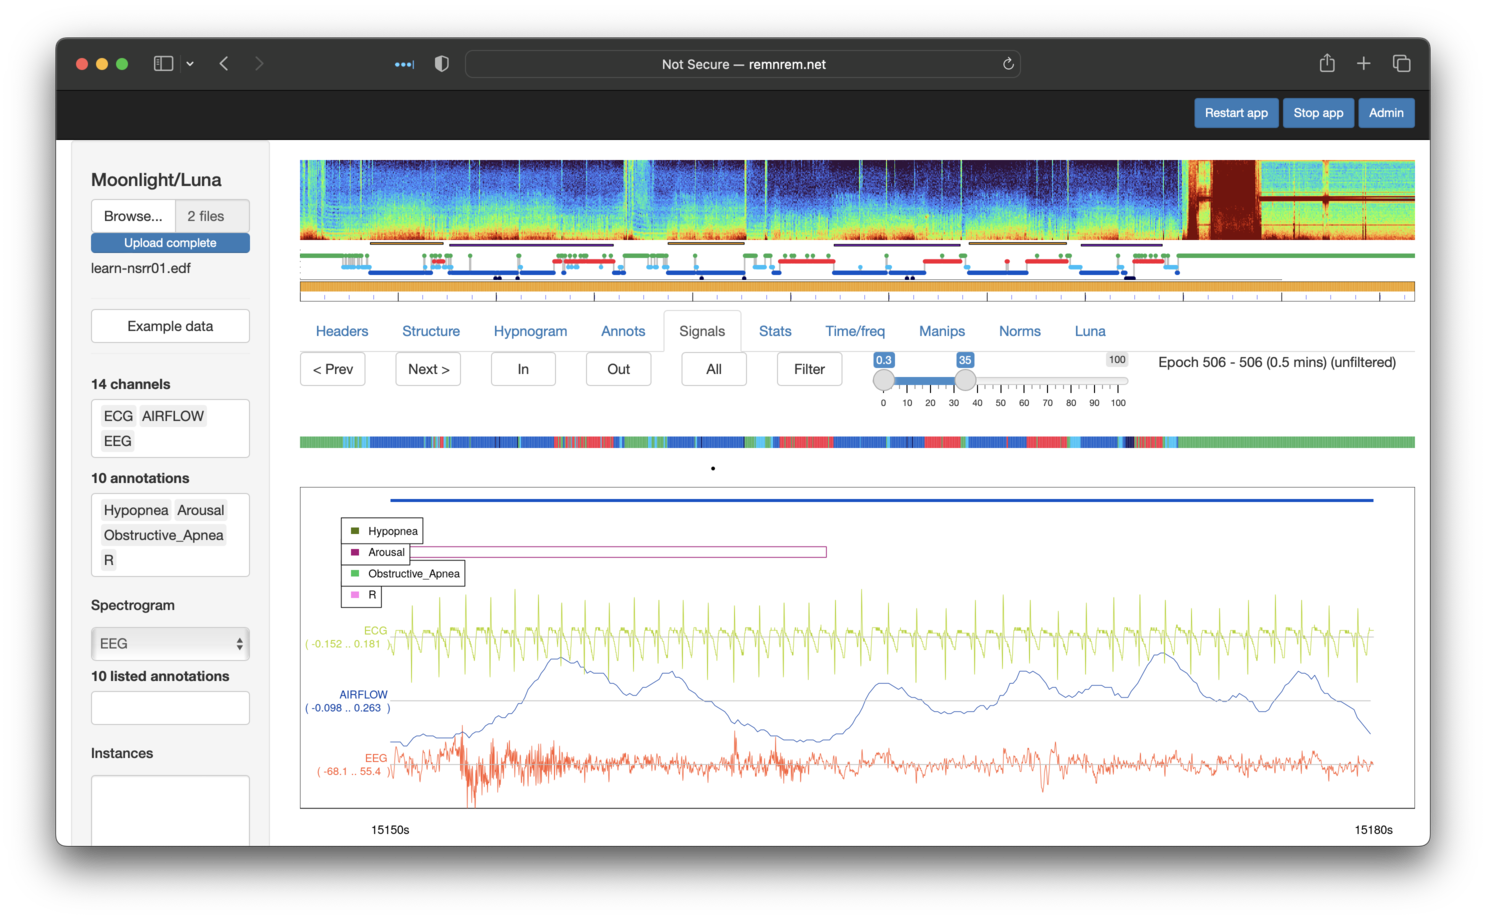 Not Secure — remnrem.net
Restart app
Stop app
Admin
Moonlight/Luna
Browse...
2 files
Upload complete
learn-nsrr01.edf
Example data
14 channels
ECG AIRFLOW
EEG
10 annotations
Hypopnea Arousal
Obstructive_Apnea
R
Spectrogram
EEG
10 listed annotations
Instances
Headers
Structure
Hypnogram
Annots
Signals
Stats
Time/freq
Manips
Norms
Luna
< Prev
Next >
In
Out
All
Filter
0.3
35
100
0 10 20 30 40 50 60 70 80 90 100
Epoch 506 - 506 (0.5 mins) (unfiltered)
Hypopnea
Arousal
Obstructive_Apnea
R
ECG
( -0.152 .. 0.181 )
AIRFLOW
( -0.098 .. 0.263 )
EEG
( -68.1 .. 55.4 )
15150s
15180s